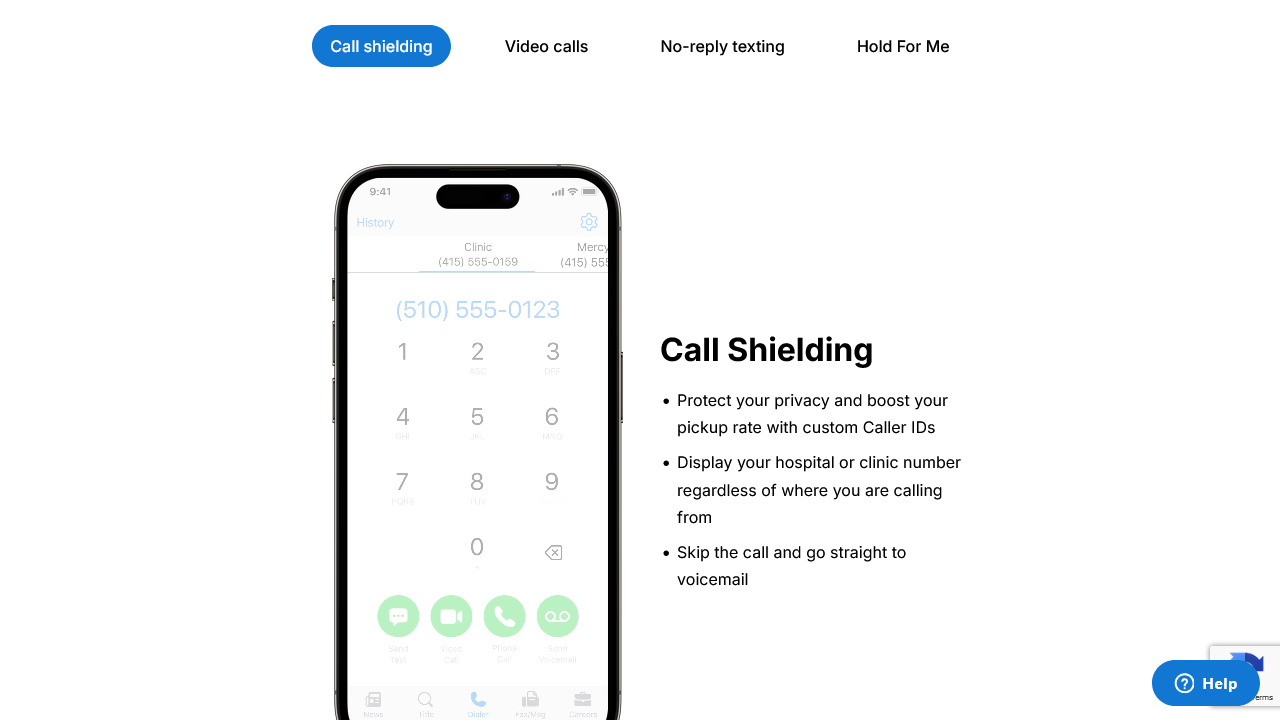 Call shielding
Video calls
No-reply texting
Hold For Me
9:41
History
Clinic
(415) 555-0159
Mercy
(415) 555
(510) 555-0123
1
2
ABC
3
DEF
4
GHI
5
JKL
6
MNO
7
PQRS
8
TUV
9
0
+
Send
Text
Video
Call
Phone
Call
Send
Voicemail
News
Title
Dialer
Fax/Msg
Careers
Call Shielding
• Protect your privacy and boost your
pickup rate with custom Caller IDs
• Display your hospital or clinic number
regardless of where you are calling
from
• Skip the call and go straight to
voicemail
Help